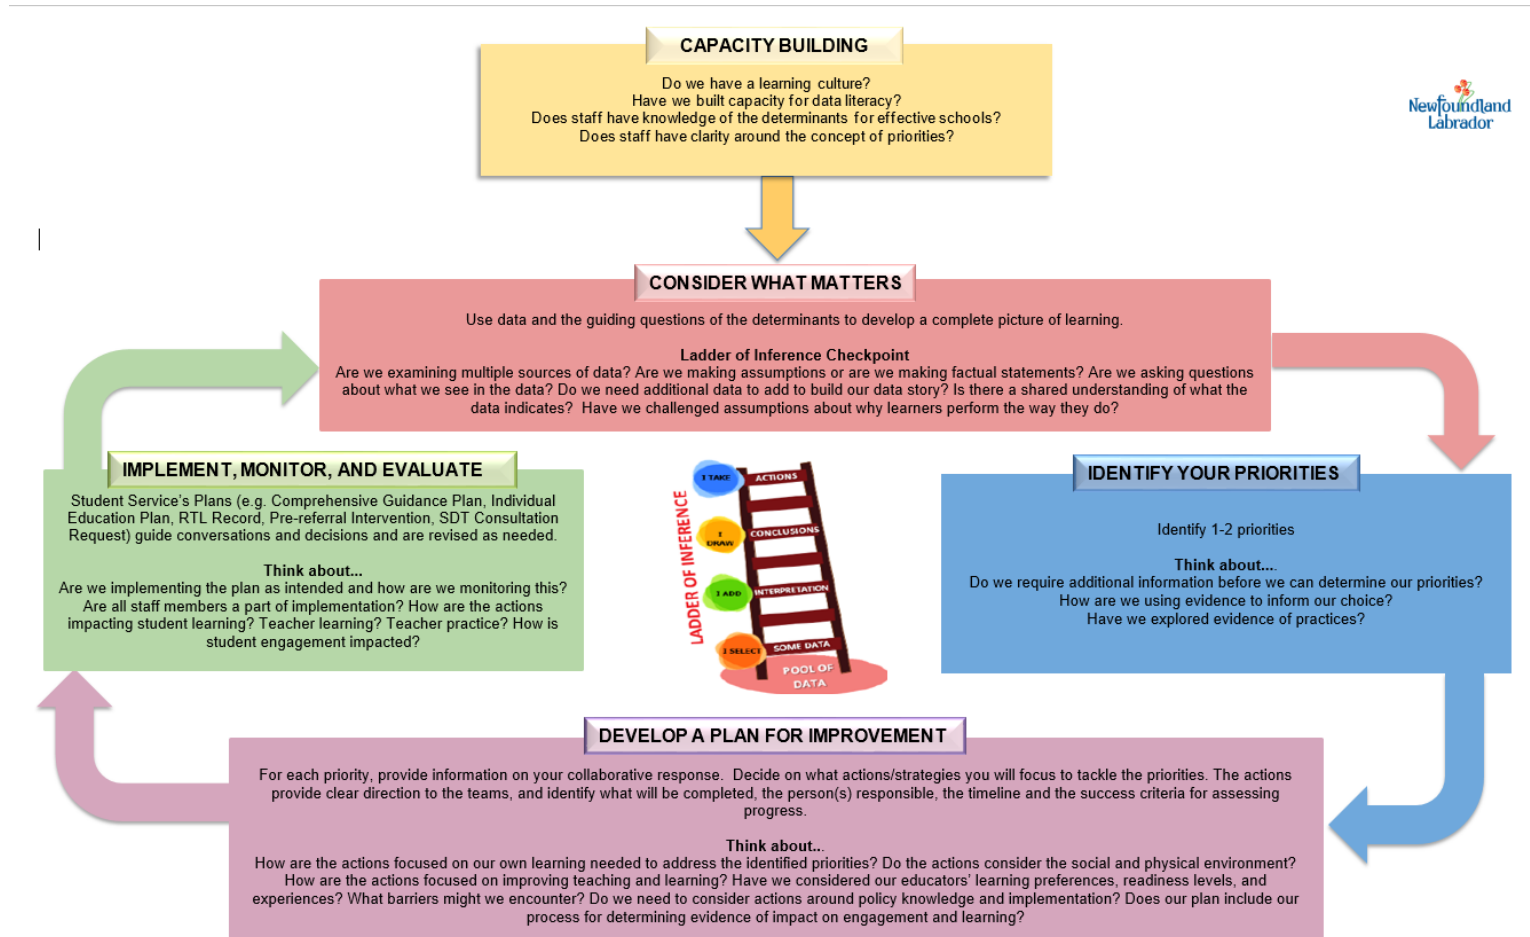 CAPACITY BUILDING
Do we have a learning culture?
Have we built capacity for data literacy?
Does staff have knowledge of the determinants for effective schools?
Does staff have clarity around the concept of priorities?
Newfoundland
Labrador
CONSIDER WHAT MATTERS
Use data and the guiding questions of the determinants to develop a complete picture of learning.
Ladder of Inference Checkpoint
Are we examining multiple sources of data? Are we making assumptions or are we making factual statements? Are we asking questions
about what we see in the data? Do we need additional data to add to build our data story? Is there a shared understanding of what the
data indicates?  Have we challenged assumptions about why learners perform the way they do?
IMPLEMENT, MONITOR, AND EVALUATE
Student Service's Plans (e.g. Comprehensive Guidance Plan, Individual
Education Plan, RTL Record, Pre-referral Intervention, SDT Consultation
Request) guide conversations and decisions and are revised as needed.
Think about...
Are we implementing the plan as intended and how are we monitoring this?
Are all staff members a part of implementation? How are the actions
impacting student learning? Teacher learning? Teacher practice? How is
student engagement impacted?
LADDER OF INFERENCE
I TAKE
ACTIONS
I
DRAW
CONCLUSIONS
I ADD
INTERPRETATION
I SELECT
SOME DATA
POOL OF
DATA
IDENTIFY YOUR PRIORITIES
Identify 1-2 priorities
Think about....
Do we require additional information before we can determine our priorities?
How are we using evidence to inform our choice?
Have we explored evidence of practices?
DEVELOP A PLAN FOR IMPROVEMENT
For each priority, provide information on your collaborative response.  Decide on what actions/strategies you will focus to tackle the priorities. The actions
provide clear direction to the teams, and identify what will be completed, the person(s) responsible, the timeline and the success criteria for assessing
progress.
Think about...
How are the actions focused on our own learning needed to address the identified priorities? Do the actions consider the social and physical environment?
How are the actions focused on improving teaching and learning? Have we considered our educators' learning preferences, readiness levels, and
experiences? What barriers might we encounter? Do we need to consider actions around policy knowledge and implementation? Does our plan include our
process for determining evidence of impact on engagement and learning?